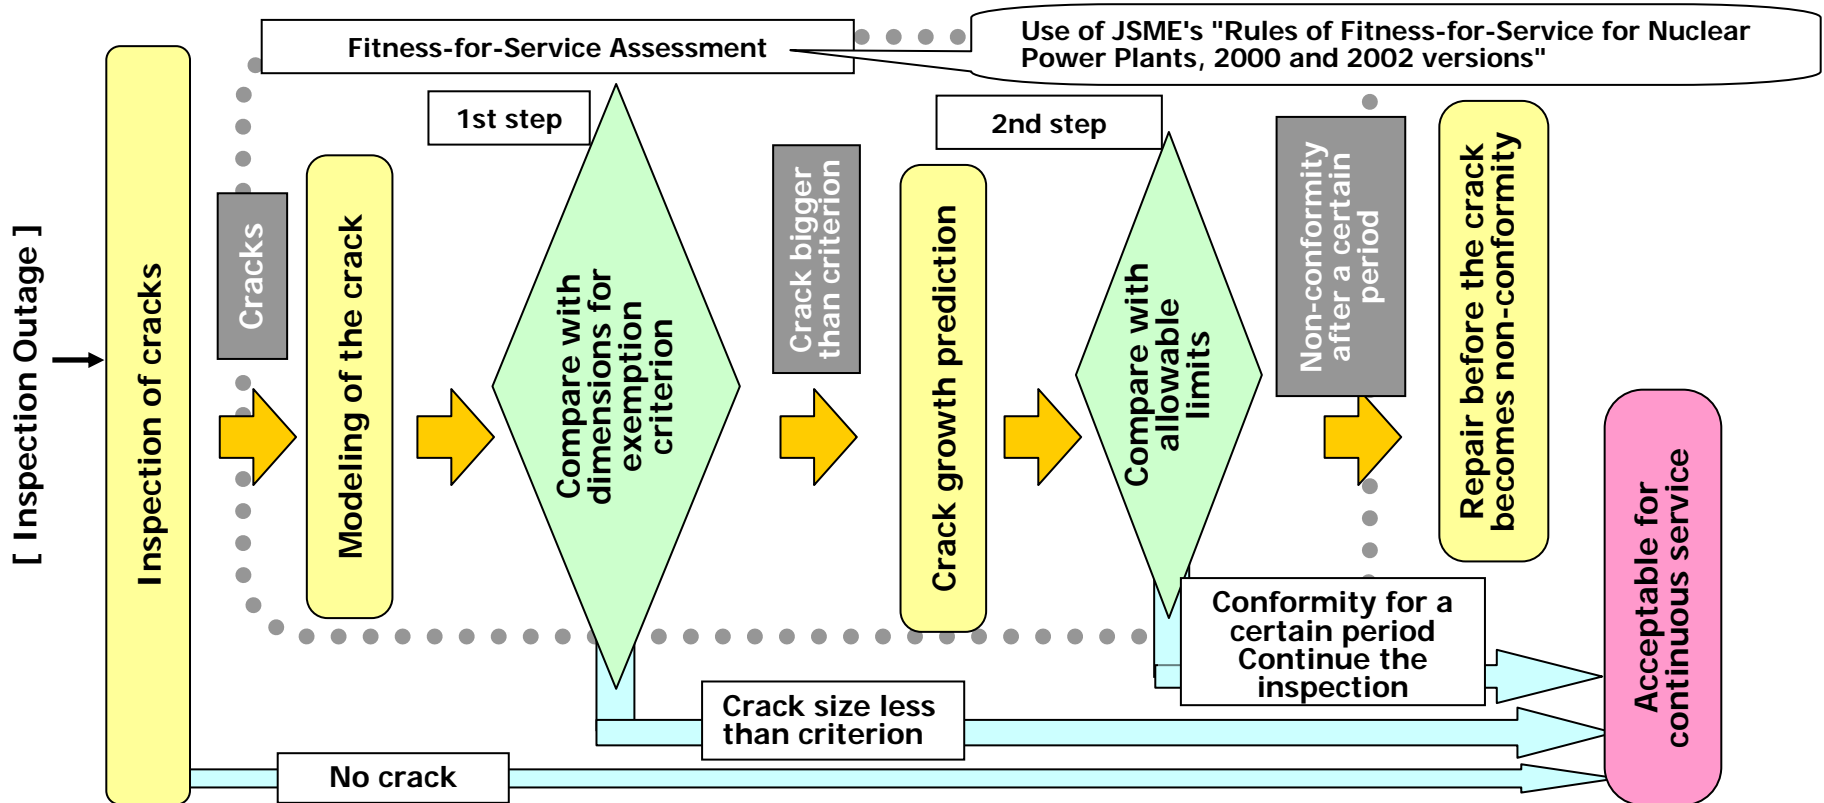 Fitness-for-Service Assessment
Use of JSME's "Rules of Fitness-for-Service for Nuclear
Power Plants, 2000 and 2002 versions"
[ Inspection Outage ]
Inspection of cracks
Cracks
Modeling of the crack
1st step
Compare with
dimensions for
exemption
criterion
Crack bigger
than criterion
Crack growth prediction
2nd step
Compare with
allowable
limits
Non-conformity
after a certain
period
Repair before the crack
becomes non-conformity
Conformity for a
certain period
Continue the
inspection
Crack size less
than criterion
No crack
Acceptable for
continuous service